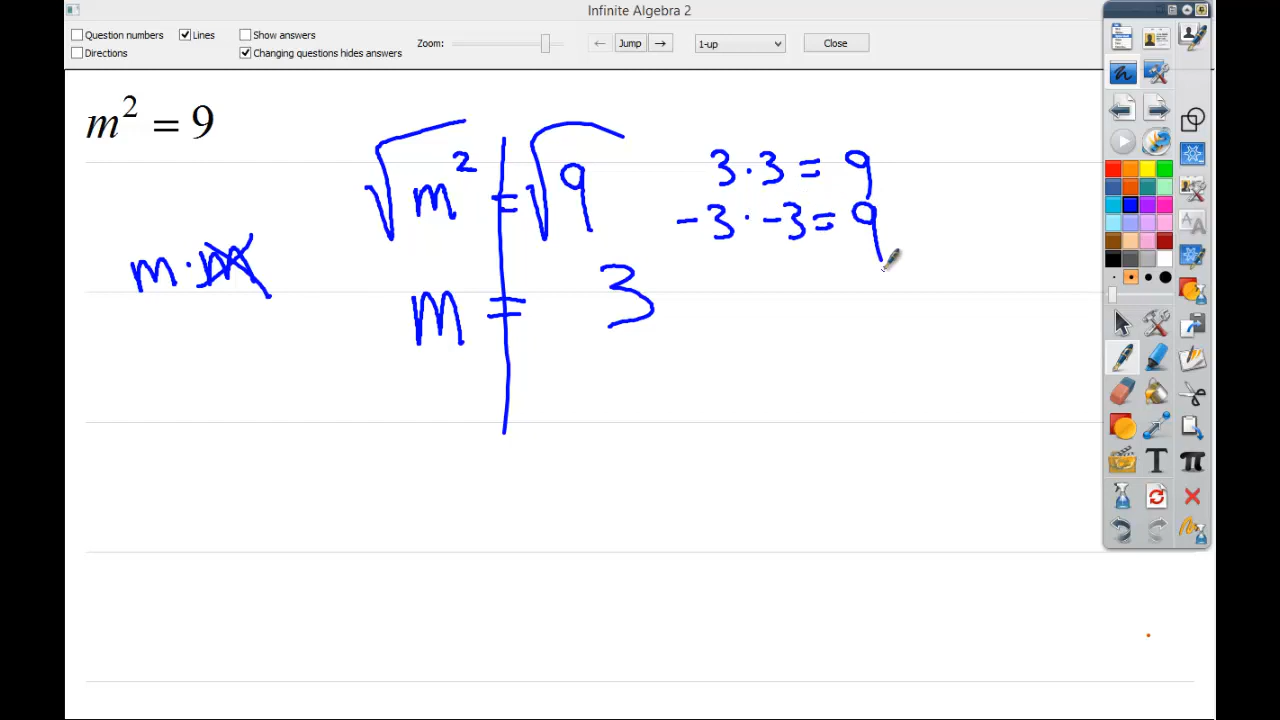 Infinite Algebra 2
Question numbers Lines Show answers
Directions Changing questions hides answers
Zoom: ← Jump → 1-up Close
m² = 9
√m² = √9
3·3 = 9
-3·-3 = 9
m·m
m = 3